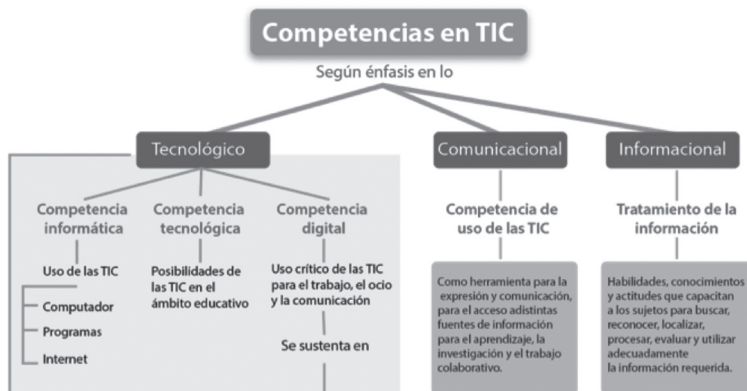 Competencias en TIC
Según énfasis en lo
Tecnológico
Competencia
informática
Uso de las TIC
Computador
Programas
Internet
Competencia
tecnológica
Posibilidades de
las TIC en el
ámbito educativo
Competencia
digital
Uso crítico de las TIC
para el trabajo, el ocio
y la comunicación
Se sustenta en
Comunicacional
Competencia de
uso de las TIC
Como herramienta para la
expresión y comunicación,
para el acceso adistintas
fuentes de información
para el aprendizaje, la
investigación y el trabajo
colaborativo.
Informacional
Tratamiento de la
información
Habilidades, conocimientos
y actitudes que capacitan
a los sujetos para buscar,
reconocer, localizar,
procesar, evaluar y utilizar
adecuadamente
la información requerida.